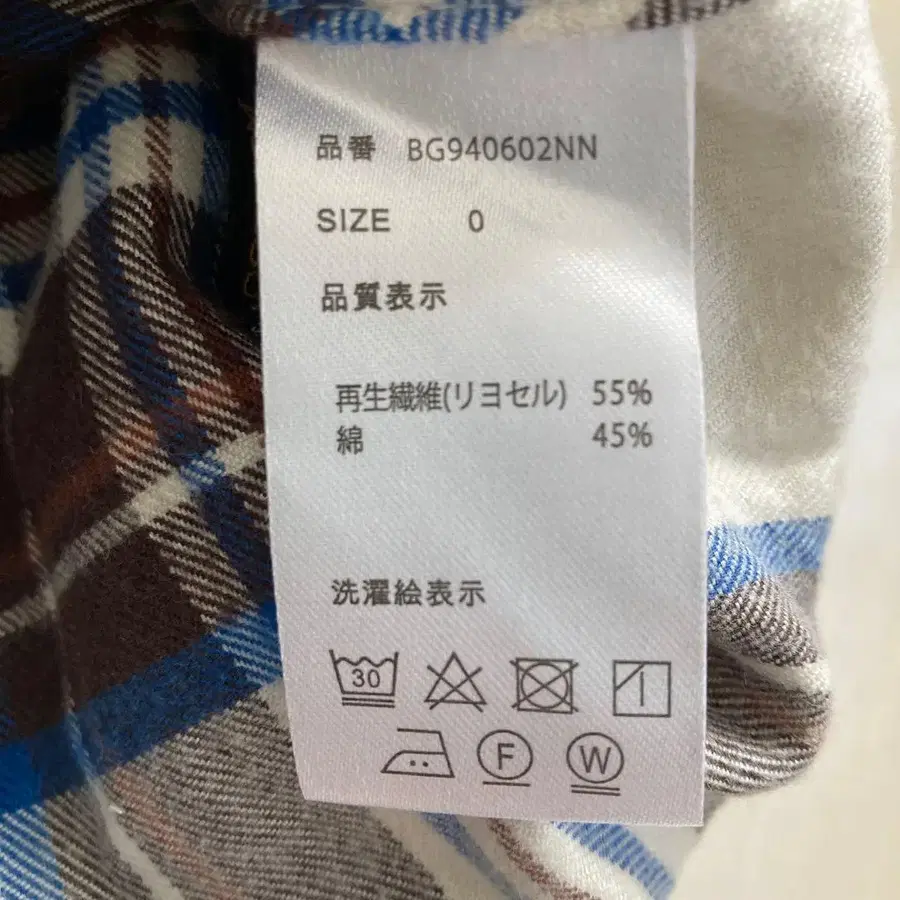 品番 BG940602NN
SIZE 0
品質表示
再生繊維(リヨセル) 55%
綿 45%
洗濯絵表示
30
F W